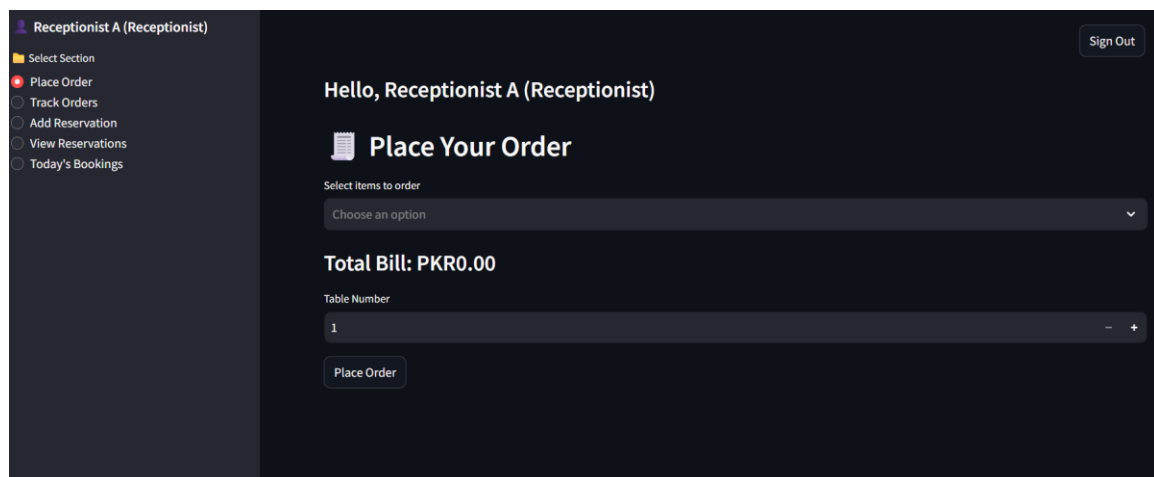 Receptionist A (Receptionist)
Select Section
Place Order
Track Orders
Add Reservation
View Reservations
Today's Bookings
Sign Out
Hello, Receptionist A (Receptionist)
Place Your Order
Select items to order
Choose an option
Total Bill: PKR0.00
Table Number
1
Place Order